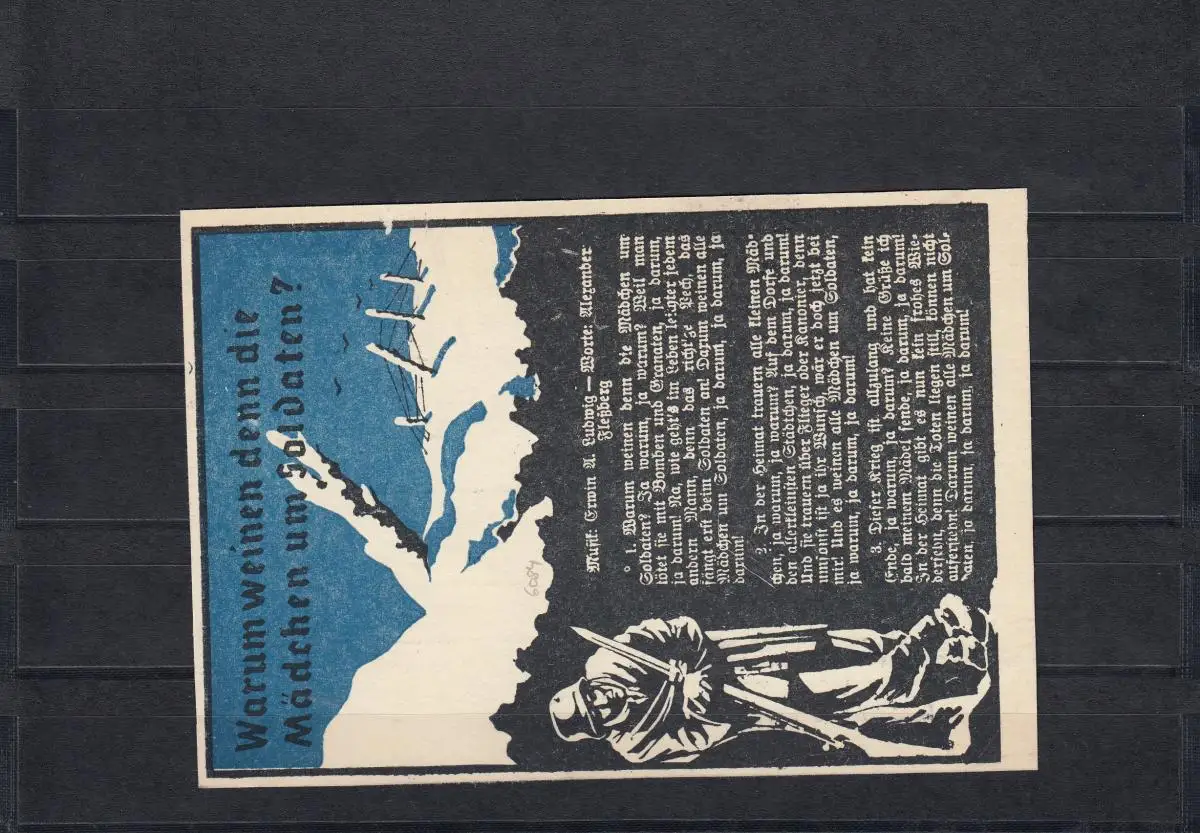 Warum weinen denn die
Mädchen um Soldaten?
Musik: Erwin A. Ludwig — Worte: Alexander
Fleßberg
1. Warum weinen denn die Mädchen um
Soldaten? Ja warum, ja warum? Weil man
tötet sie mit Bomben und Granaten, ja darum,
ja darum! Na, wie geht's im Leben leichter jedem
andern Mann, denn das richt'ge Pech, das
fängt erst beim Soldaten an! Darum weinen alle
Mädchen um Soldaten, ja darum, ja darum, ja
darum!
2. In der Heimat trauern alle kleinen Mäd-
chen, ja warum, ja warum? Auf dem Dorfe und
den allerkleinsten Städtchen, ja darum, ja darum!
Und sie trauern über Flieger oder Kanonier, denn
umsonst ist ja ihr Wunsch, wär er doch jetzt bei
mir! Und es weinen alle Mädchen um Soldaten,
ja warum, ja darum, ja darum!
3. Dieser Krieg ist allzulang und hat kein
Ende, ja warum, ja darum? Keine Grüße ich
bald meinem Mädel sende, ja darum, ja darum!
In der Heimat gibt es nun kein frohes Wie-
dersehn, denn die Toten liegen still, können nicht
auferstehn! Darum weinen alle Mädchen um Sol-
daten, ja darum, ja darum, ja darum!
6084